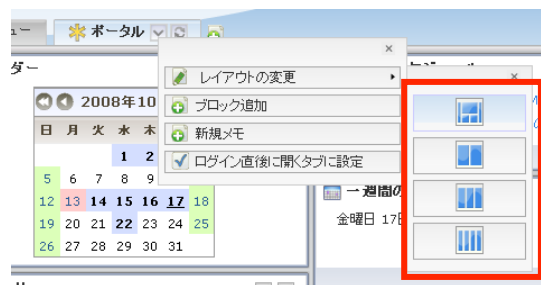 ュー
ポータル
ダー
×
レイアウトの変更
×
2008年10
ブロック追加
日 月 火 水 木
新規メモ
1 2
ログイン直後に開くタブに設定
5 6 7 8 9
12 13 14 15 16 17 18
一週間の
19 20 21 22 23 24 25
金曜日 17日
26 27 28 29 30 31